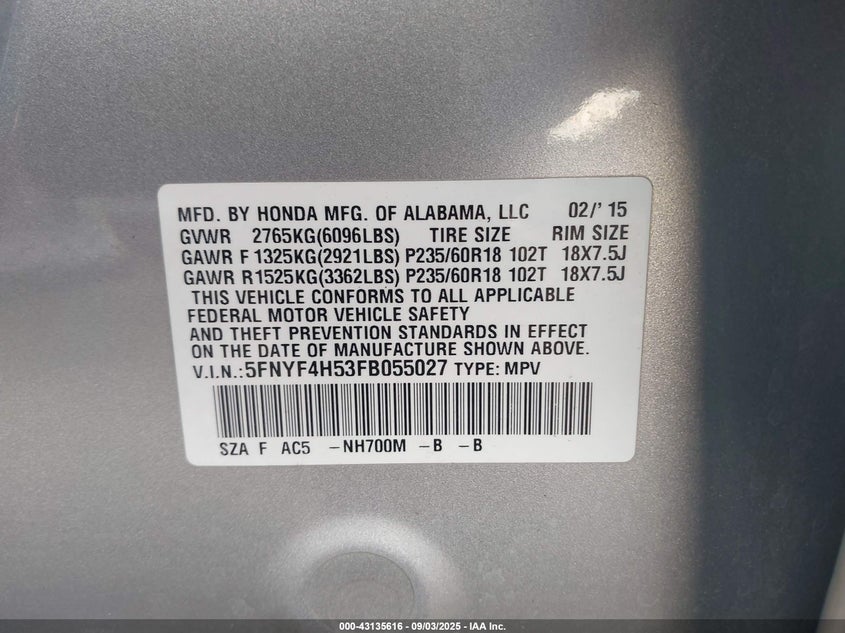 MFD. BY HONDA MFG. OF ALABAMA, LLC 02/' 15
GVWR 2765KG(6096LBS) TIRE SIZE RIM SIZE
GAWR F 1325KG(2921LBS) P235/60R18 102T 18X7.5J
GAWR R1525KG(3362LBS) P235/60R18 102T 18X7.5J
THIS VEHICLE CONFORMS TO ALL APPLICABLE
FEDERAL MOTOR VEHICLE SAFETY
AND THEFT PREVENTION STANDARDS IN EFFECT
ON THE DATE OF MANUFACTURE SHOWN ABOVE.
V.I.N.:5FNYF4H53FB055027 TYPE: MPV
SZA F AC5 -NH700M -B -B
000-43135616 - 09/03/2025 - IAA Inc.